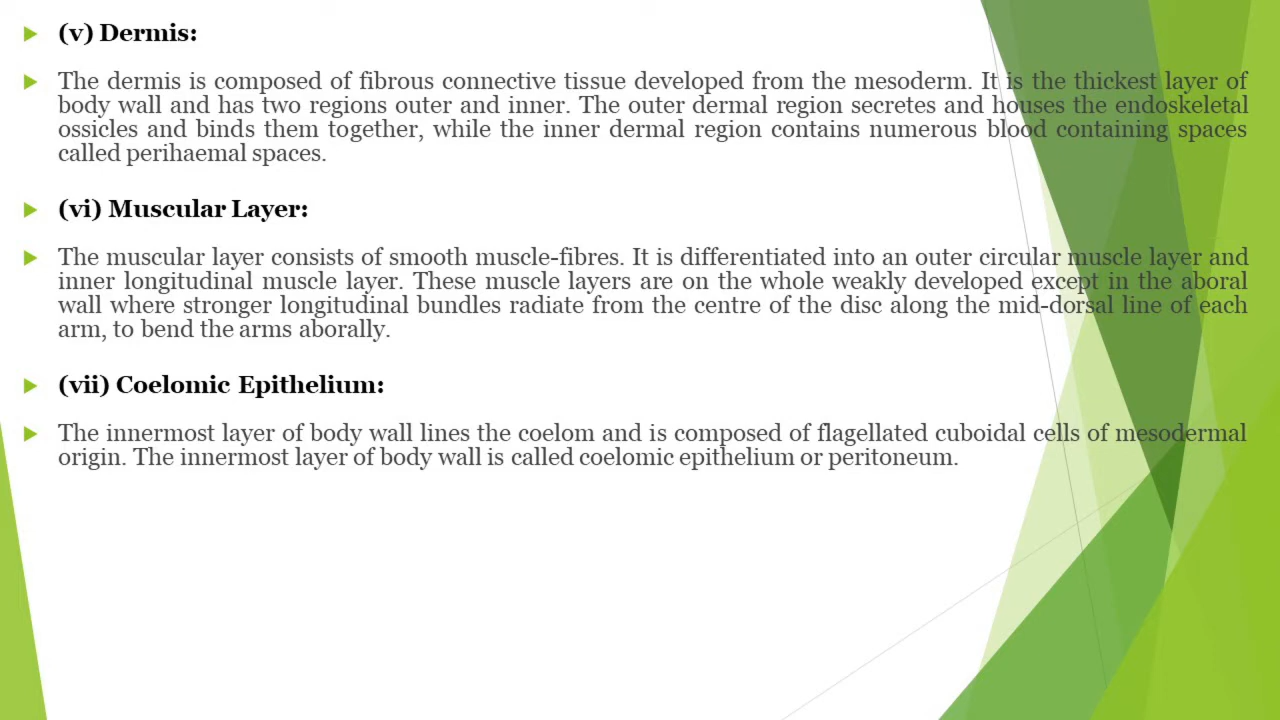 (v) Dermis:
The dermis is composed of fibrous connective tissue developed from the mesoderm. It is the thickest layer of
body wall and has two regions outer and inner. The outer dermal region secretes and houses the endoskeletal
ossicles and binds them together, while the inner dermal region contains numerous blood containing spaces
called perihaemal spaces.
(vi) Muscular Layer:
The muscular layer consists of smooth muscle-fibres. It is differentiated into an outer circular muscle layer and
inner longitudinal muscle layer. These muscle layers are on the whole weakly developed except in the aboral
wall where stronger longitudinal bundles radiate from the centre of the disc along the mid-dorsal line of each
arm, to bend the arms aborally.
(vii) Coelomic Epithelium:
The innermost layer of body wall lines the coelom and is composed of flagellated cuboidal cells of mesodermal
origin. The innermost layer of body wall is called coelomic epithelium or peritoneum.